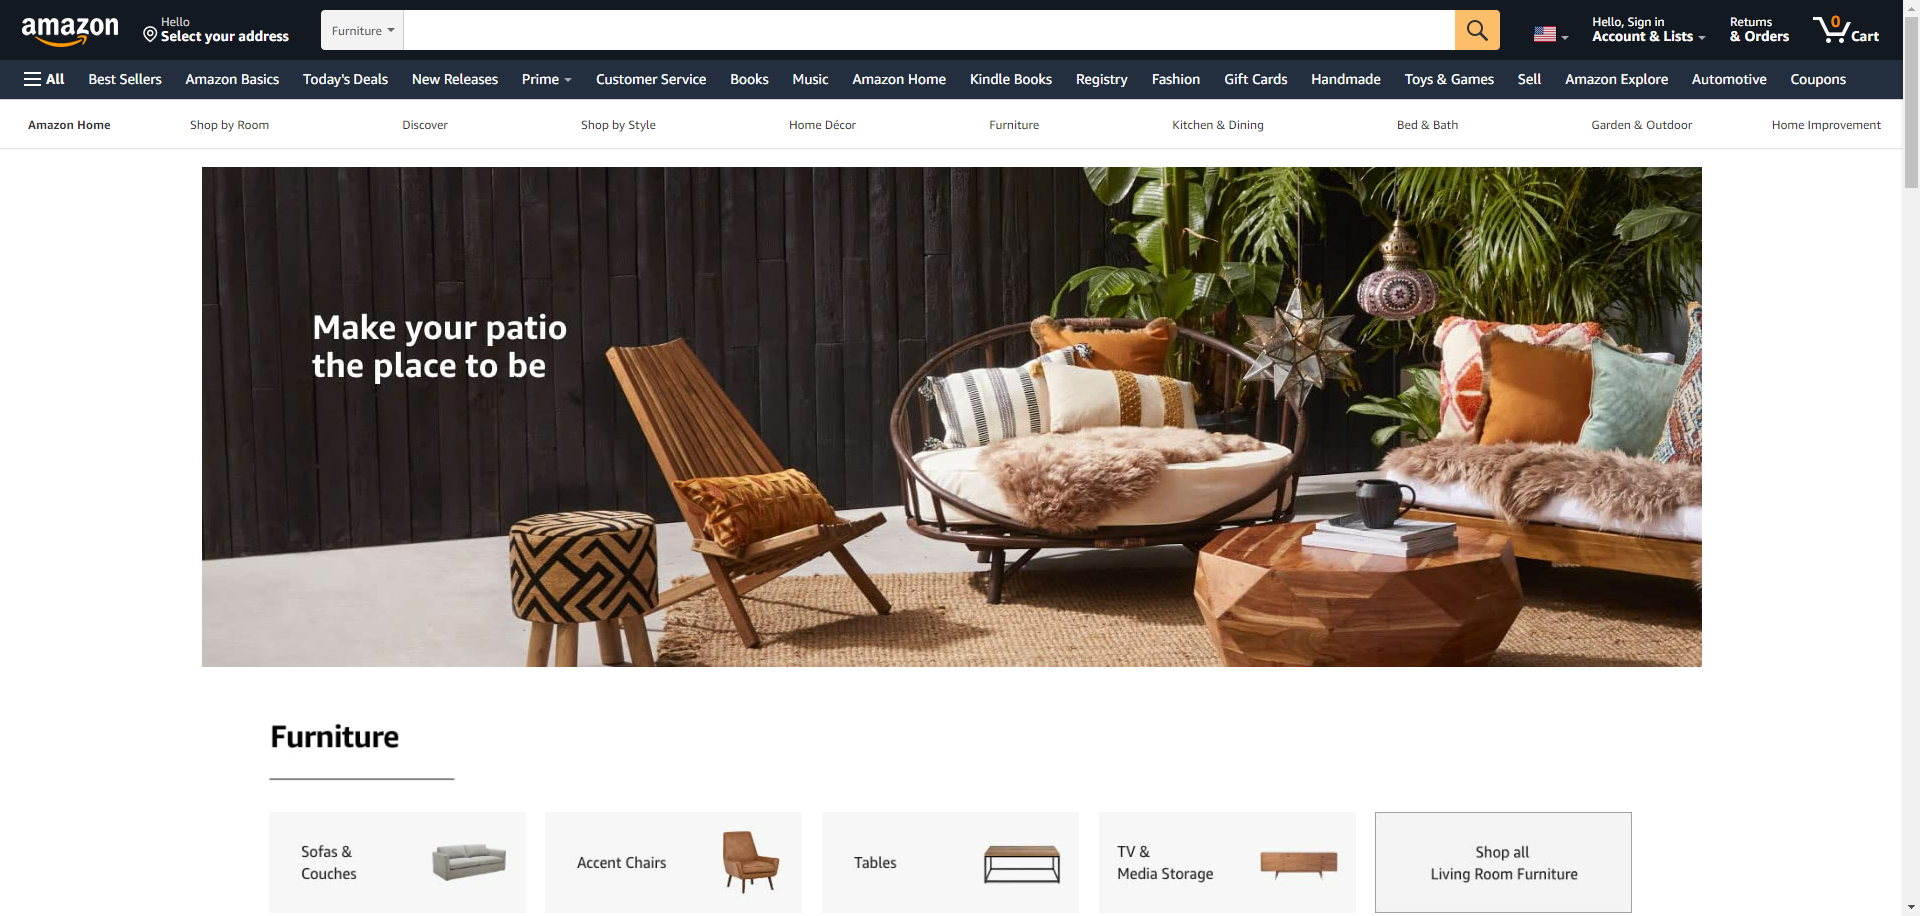 amazon
Hello
Select your address
Furniture
Hello, Sign in
Account & Lists
Returns
& Orders
0
Cart
All
Best Sellers
Amazon Basics
Today's Deals
New Releases
Prime
Customer Service
Books
Music
Amazon Home
Kindle Books
Registry
Fashion
Gift Cards
Handmade
Toys & Games
Sell
Amazon Explore
Automotive
Coupons
Amazon Home
Shop by Room
Discover
Shop by Style
Home Décor
Furniture
Kitchen & Dining
Bed & Bath
Garden & Outdoor
Home Improvement
Make your patio
the place to be
Furniture
Sofas &
Couches
Accent Chairs
Tables
TV &
Media Storage
Shop all
Living Room Furniture